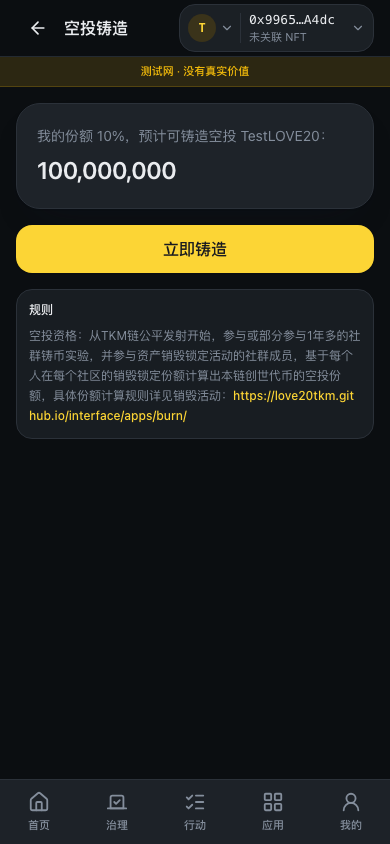 空投铸造
T
0x9965…A4dc
未关联 NFT
测试网 · 没有真实价值
我的份额 10%，预计可铸造空投 TestLOVE20：
100,000,000
立即铸造
规则
空投资格：从TKM链公平发射开始，参与或部分参与1年多的社
群铸币实验，并参与资产销毁锁定活动的社群成员，基于每个
人在每个社区的销毁锁定份额计算出本链创世代币的空投份
额，具体份额计算规则详见销毁活动：https://love20tkm.git
hub.io/interface/apps/burn/
首页
治理
行动
应用
我的